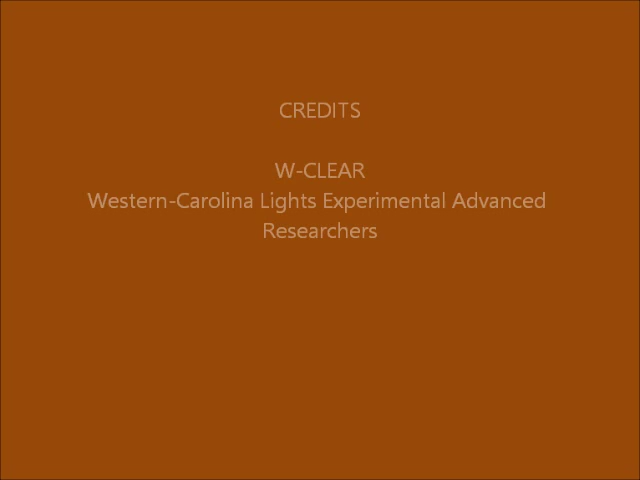 CREDITS
W-CLEAR
Western-Carolina Lights Experimental Advanced
Researchers